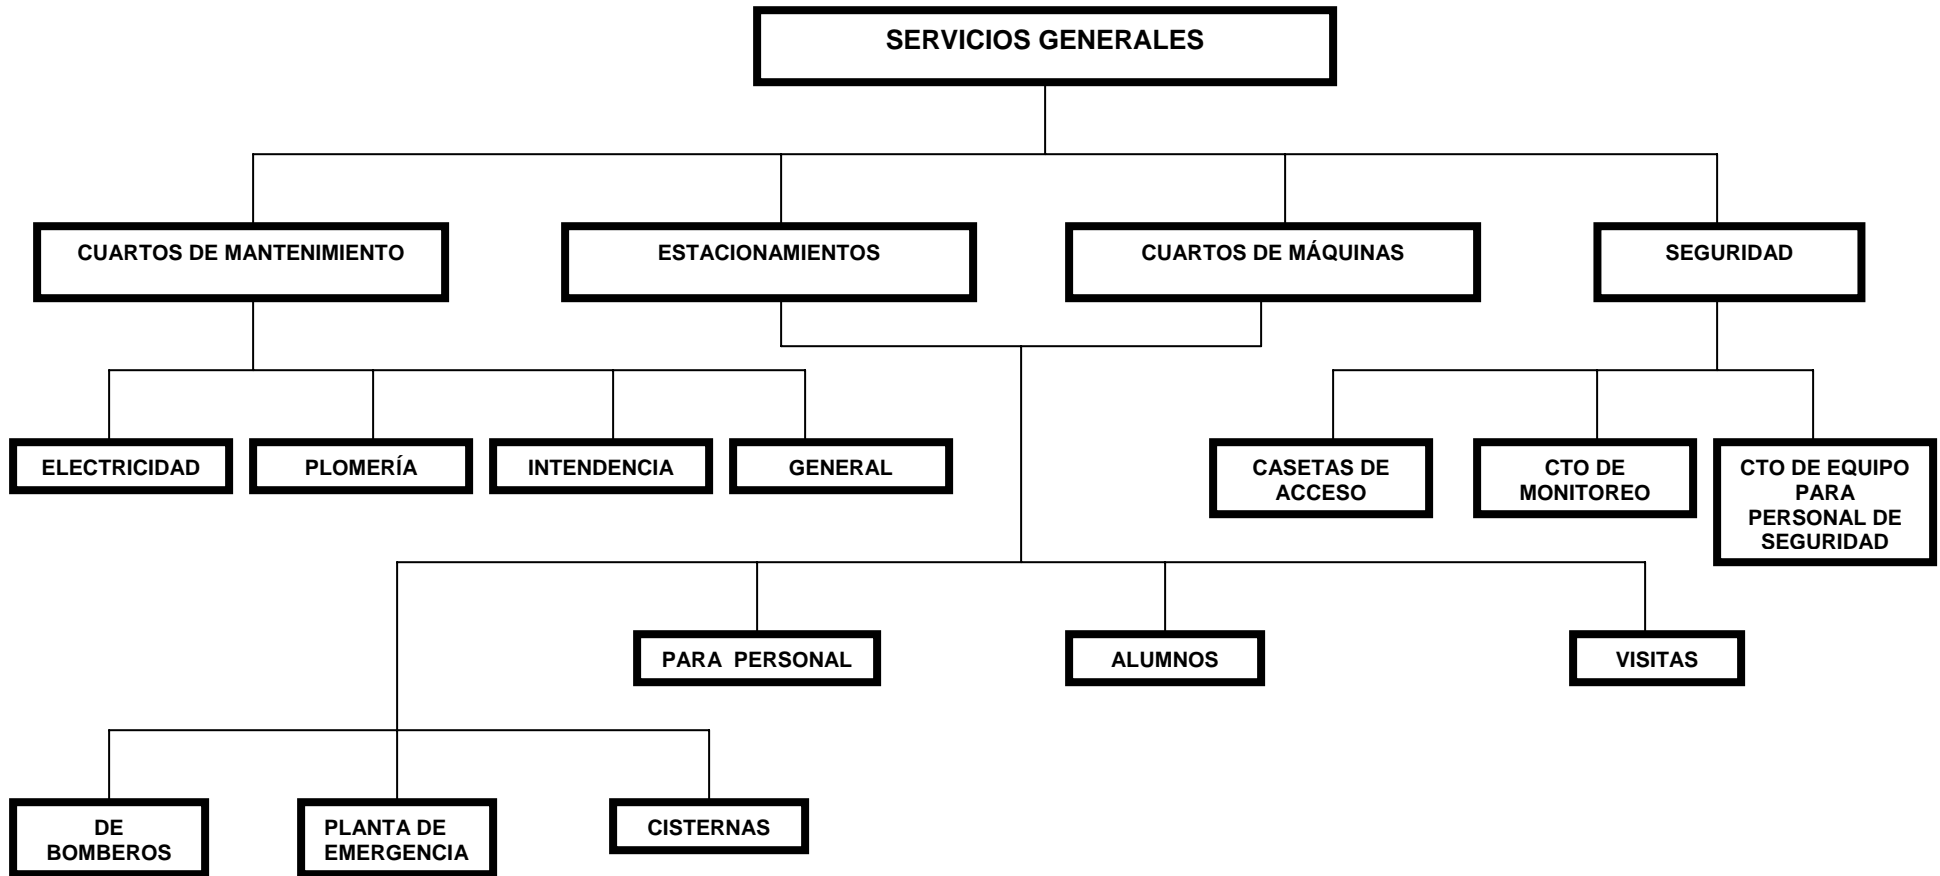 SERVICIOS GENERALES
CUARTOS DE MANTENIMIENTO
ESTACIONAMIENTOS
CUARTOS DE MÁQUINAS
SEGURIDAD
ELECTRICIDAD
PLOMERÍA
INTENDENCIA
GENERAL
CASETAS DE
ACCESO
CTO DE
MONITOREO
CTO DE EQUIPO
PARA
PERSONAL DE
SEGURIDAD
PARA PERSONAL
ALUMNOS
VISITAS
DE
BOMBEROS
PLANTA DE
EMERGENCIA
CISTERNAS